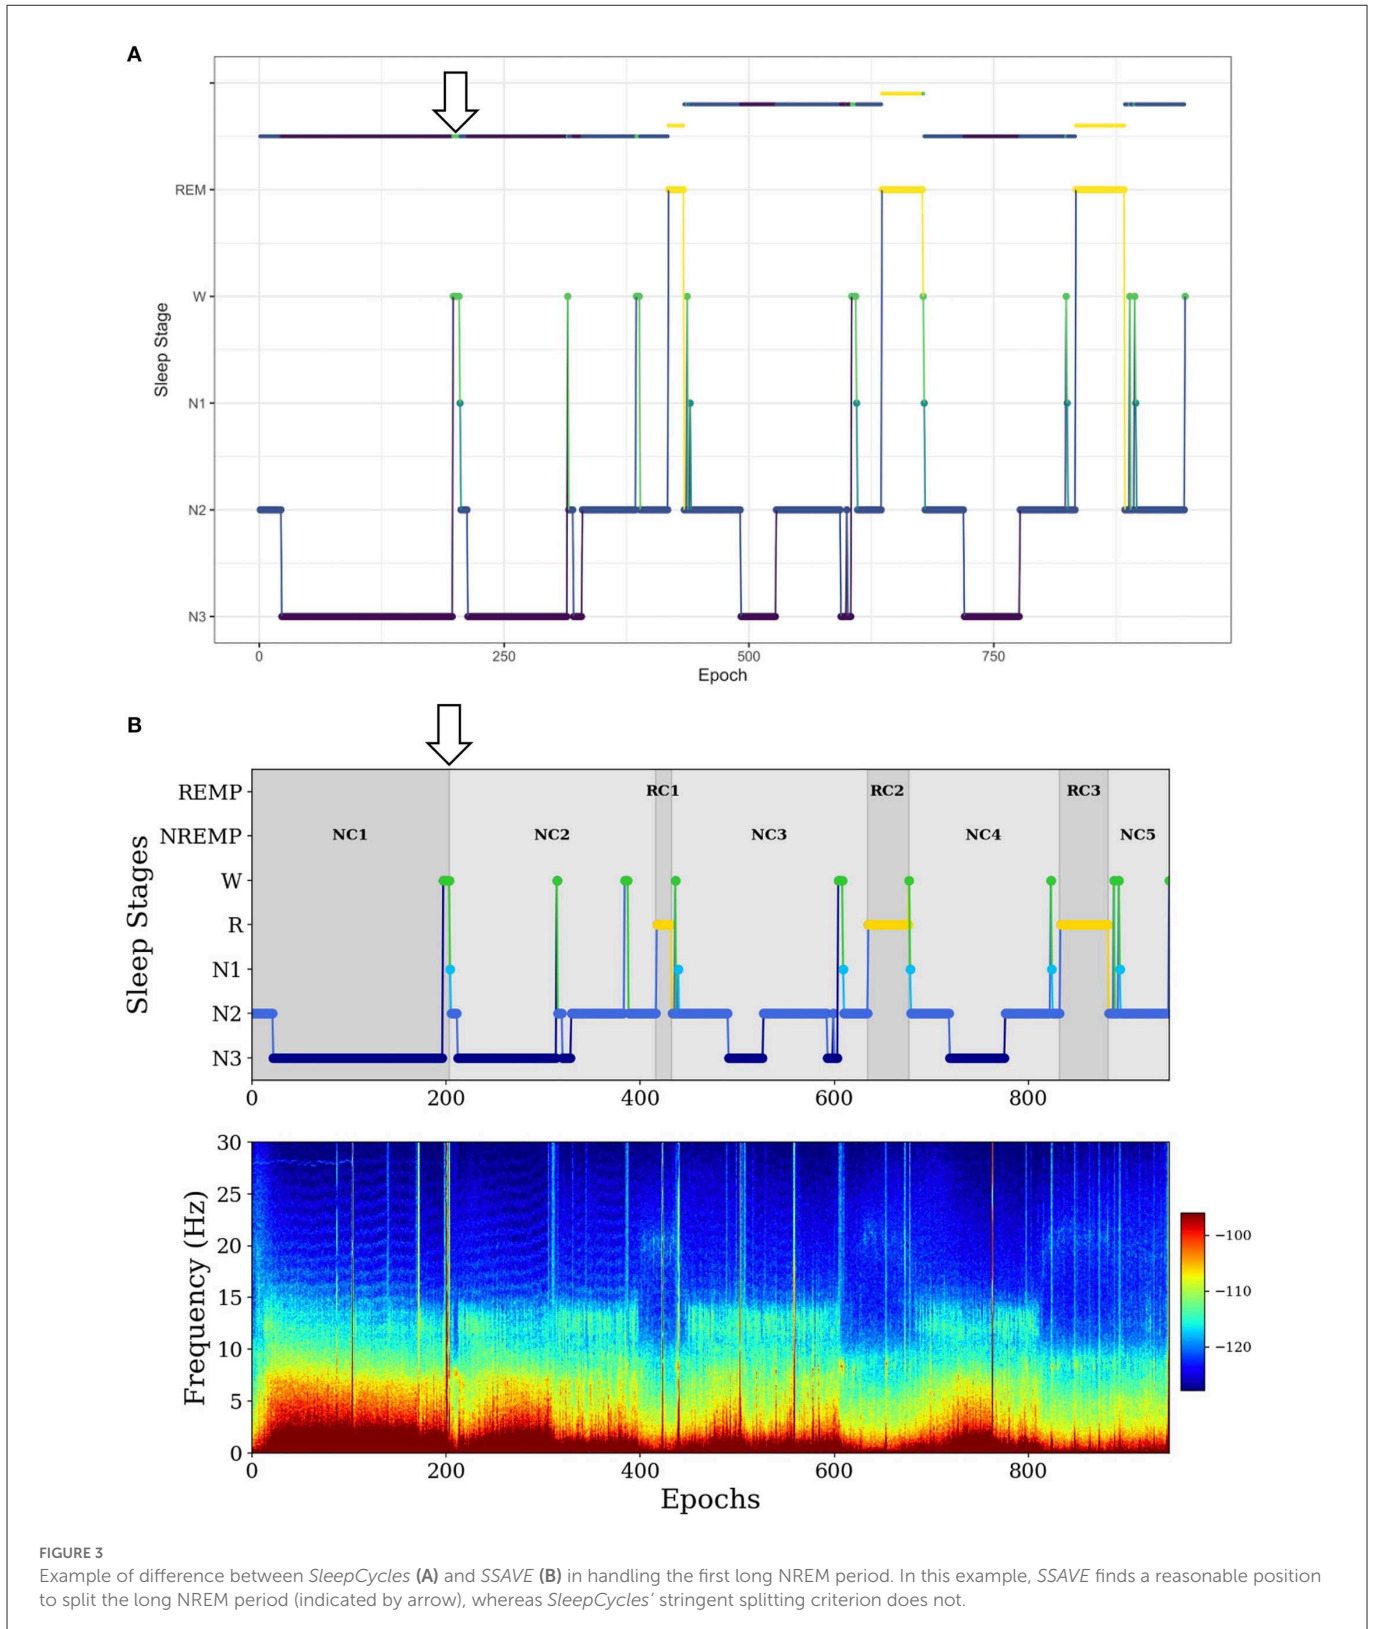 A
REM
W
N1
N2
N3
Sleep Stage
0 250 500 750
Epoch
B
REMP
NREMP
W
R
N1
N2
N3
Sleep Stages
RC1 RC2 RC3
NC1 NC2 NC3 NC4 NC5
0 200 400 600 800
30
25
20
15
10
5
0
Frequency (Hz)
−100
−110
−120
0 200 400 600 800
Epochs
FIGURE 3
Example of difference between SleepCycles (A) and SSAVE (B) in handling the first long NREM period. In this example, SSAVE finds a reasonable position
to split the long NREM period (indicated by arrow), whereas SleepCycles’ stringent splitting criterion does not.